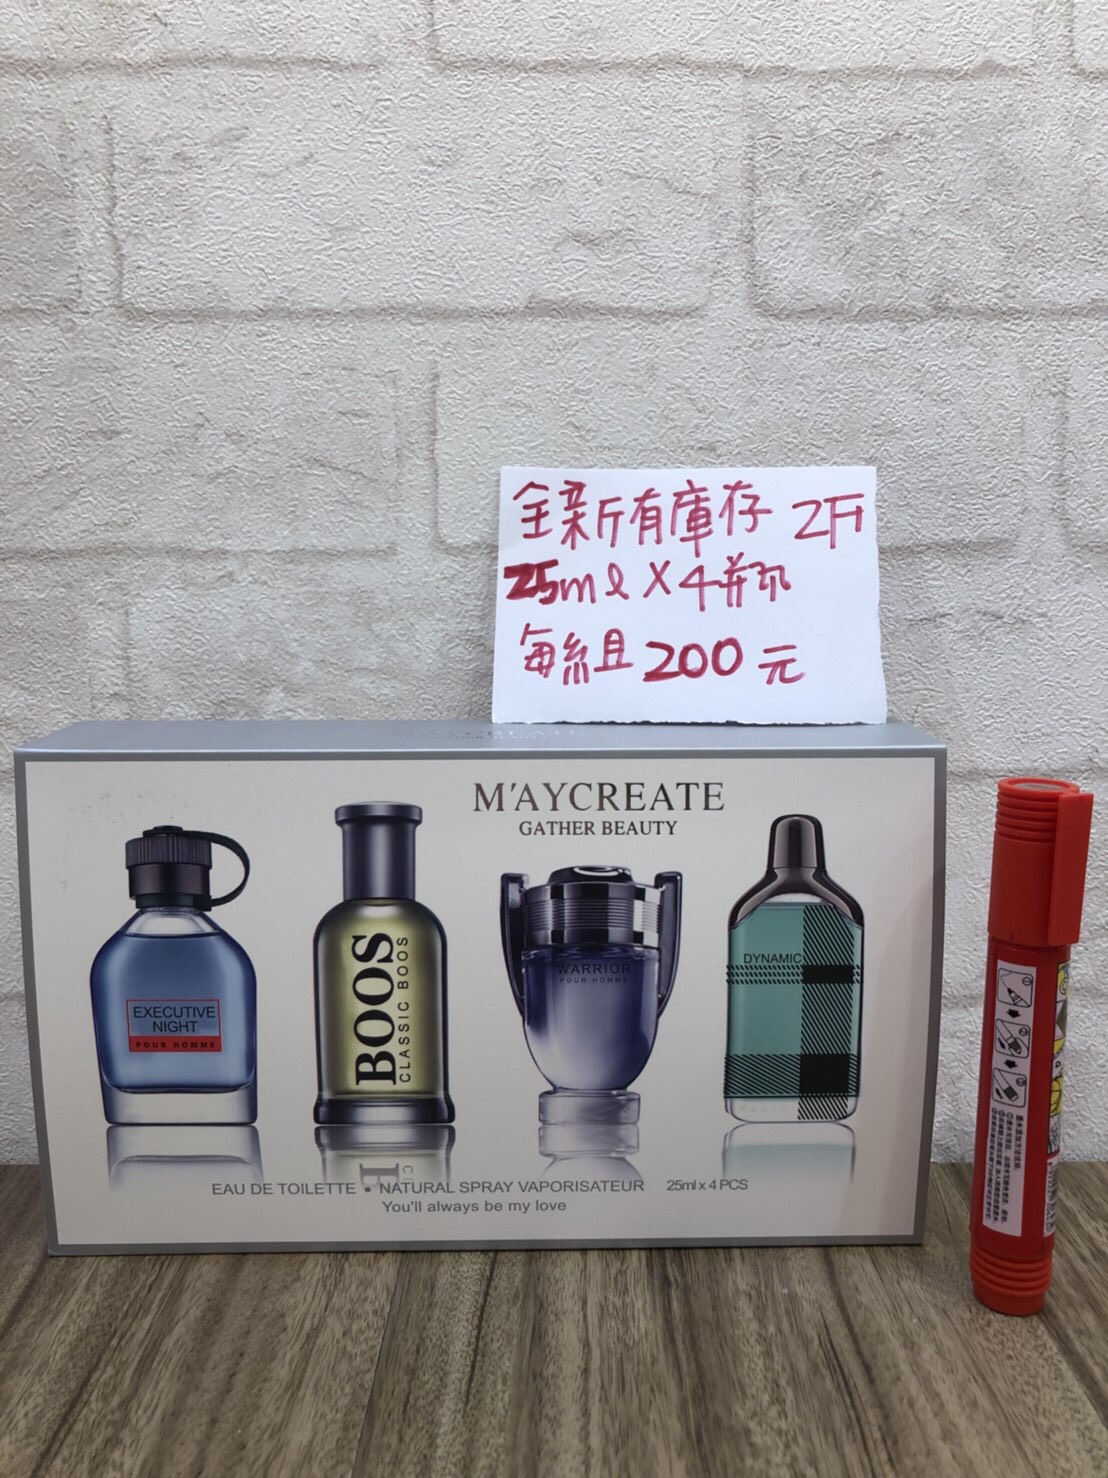 全新所有庫存 2F
25ml X 4瓶
每組 200 元
MAYCREATE
M'AYCREATE
GATHER BEAUTY
EXECUTIVE
NIGHT
POUR HOMME
BOOS
CLASSIC BOOS
WARRIOR
POUR HOMME
DYNAMIC
EAU DE TOILETTE • NATURAL SPRAY VAPORISATEUR 25ml x 4 PCS
You'll always be my love